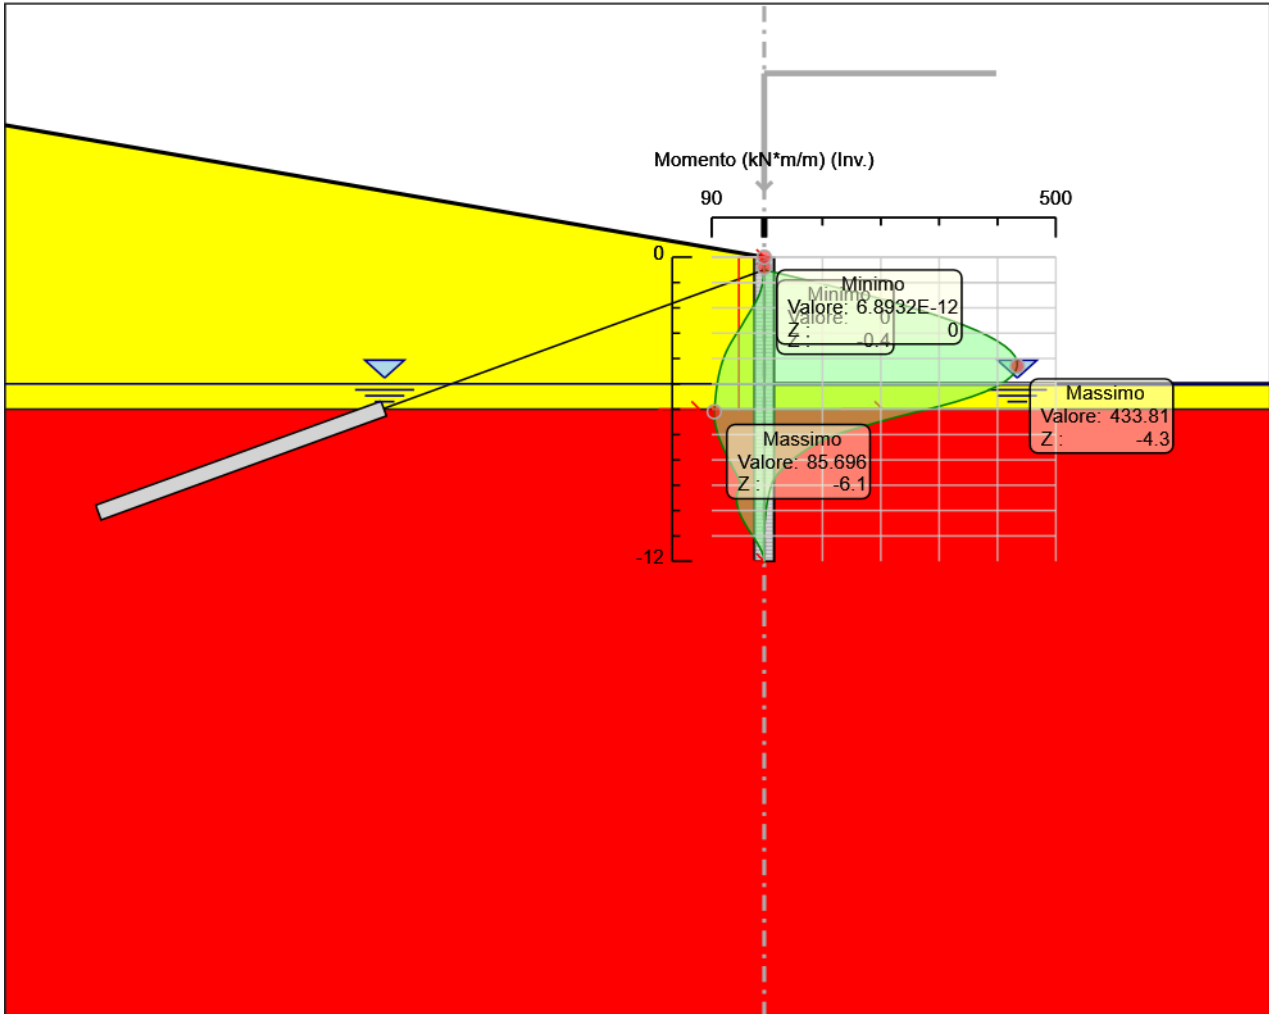 Momento (kN*m/m) (Inv.)
90
500
0
Minimo
Valore: 6.8932E-12
Z : 0
Minimo
Valore: 0
Z : -0.4
Massimo
Valore: 433.81
Z : -4.3
Massimo
Valore: 85.696
Z : -6.1
-12